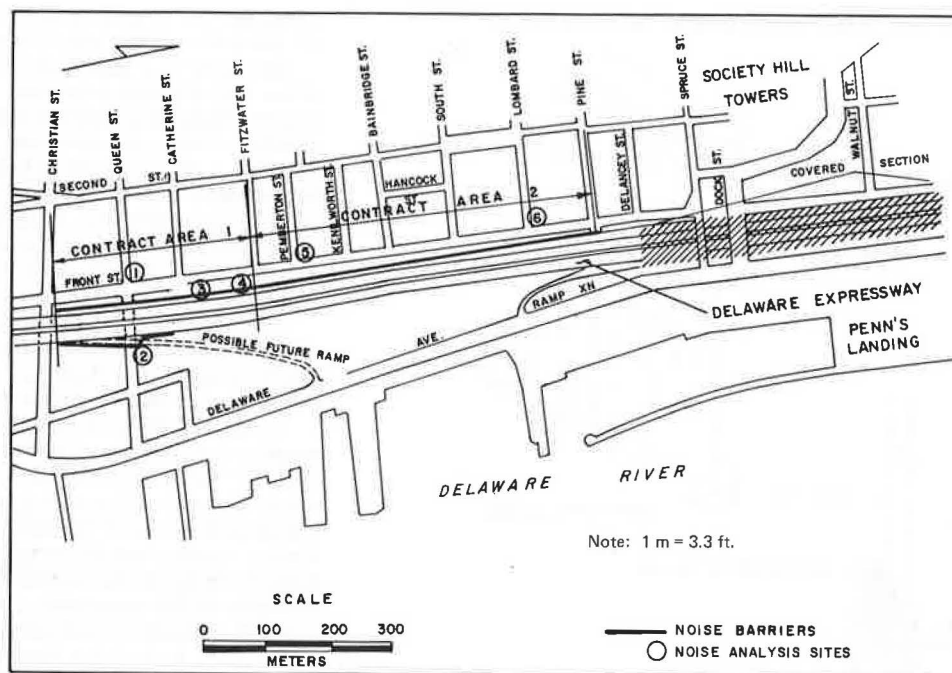 CHRISTIAN ST.
QUEEN ST.
CATHERINE ST.
FITZWATER ST.
BAINBRIDGE ST.
SOUTH ST.
LOMBARD ST.
PINE ST.
SPRUCE ST.
SOCIETY HILL
TOWERS
WALNUT ST.
SECOND ST.
PEMBERTON ST.
KENILWORTH ST.
HANCOCK ST.
DELANCEY ST.
DOCK ST.
COVERED SECTION
CONTRACT AREA 1
CONTRACT AREA 2
FRONT ST.
1
2
3
4
5
6
RAMP XN
DELAWARE EXPRESSWAY
PENN'S
LANDING
POSSIBLE FUTURE RAMP
DELAWARE AVE.
DELAWARE RIVER
Note: 1 m = 3.3 ft.
SCALE
0 100 200 300
METERS
NOISE BARRIERS
NOISE ANALYSIS SITES